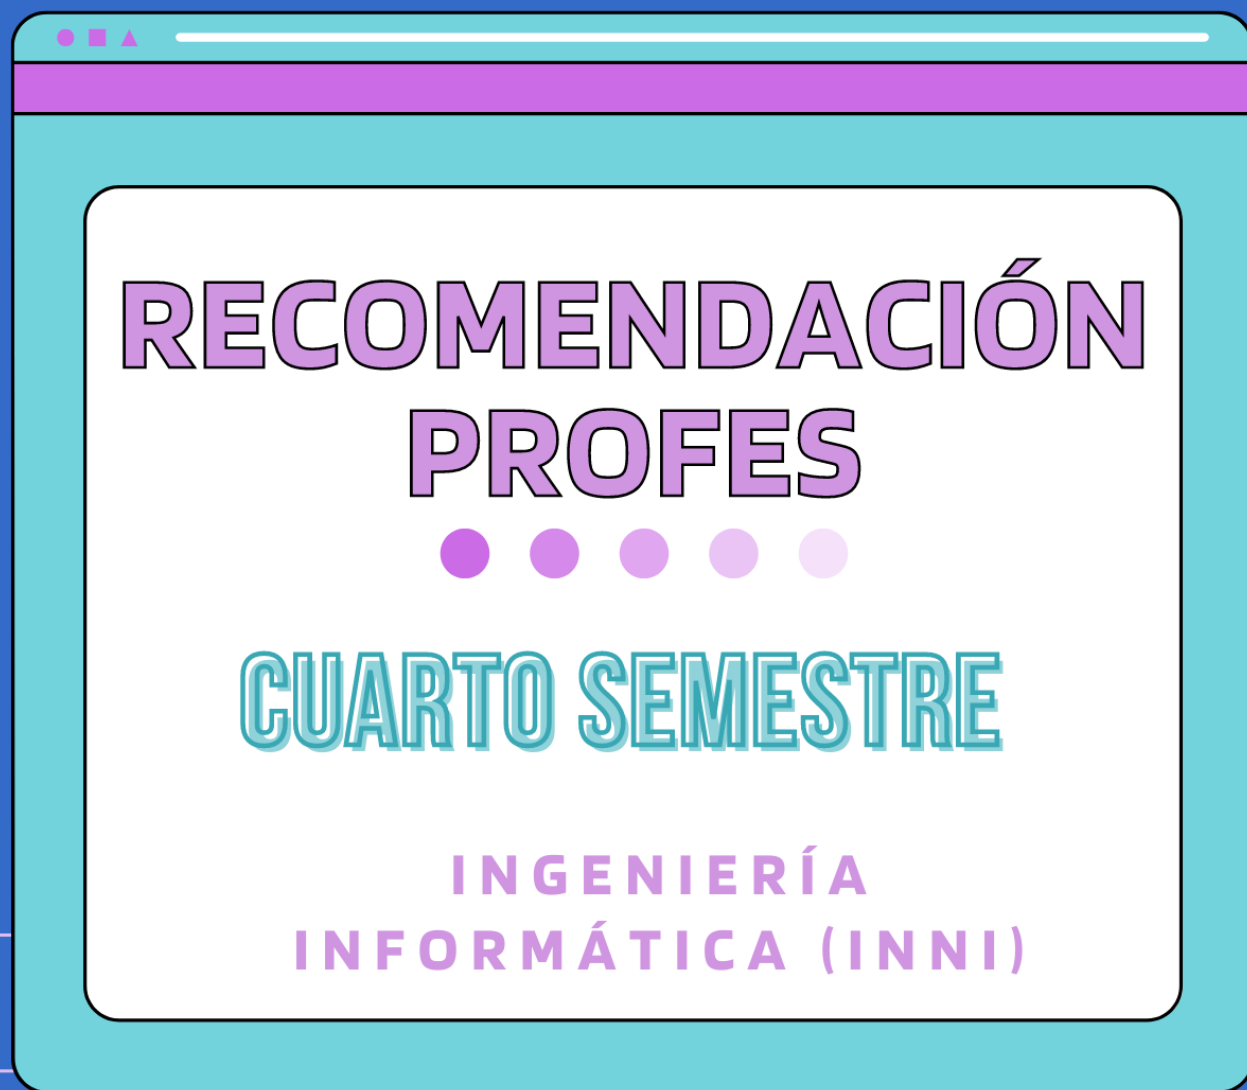 RECOMENDACIÓN
PROFES
CUARTO SEMESTRE
INGENIERÍA
INFORMÁTICA (INNI)